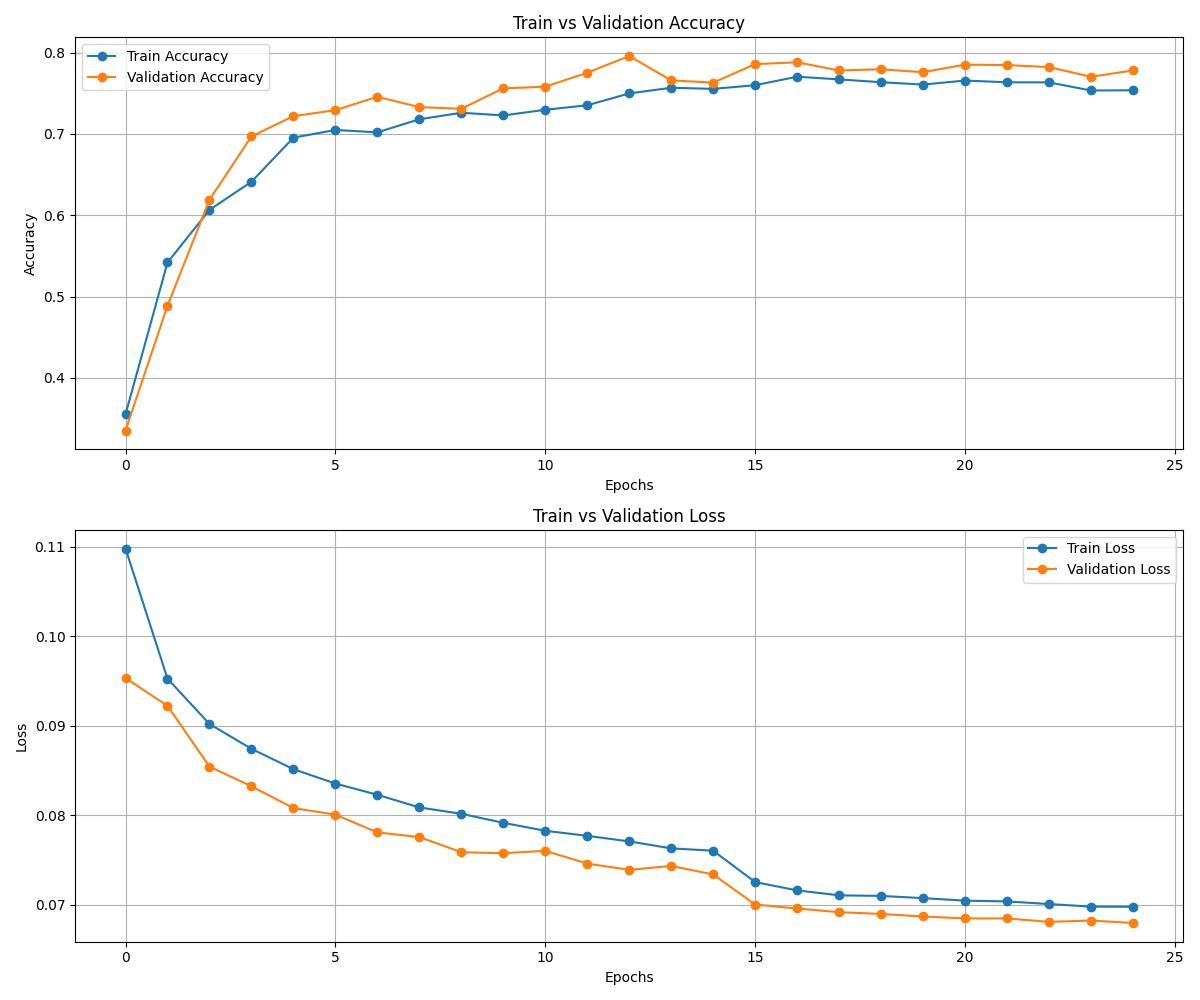 Train vs Validation Accuracy
Train Accuracy
Validation Accuracy
0.8
0.7
0.6
0.5
0.4
Accuracy
0 5 10 15 20 25
Epochs
Train vs Validation Loss
Train Loss
Validation Loss
0.11
0.10
0.09
0.08
0.07
Loss
0 5 10 15 20 25
Epochs